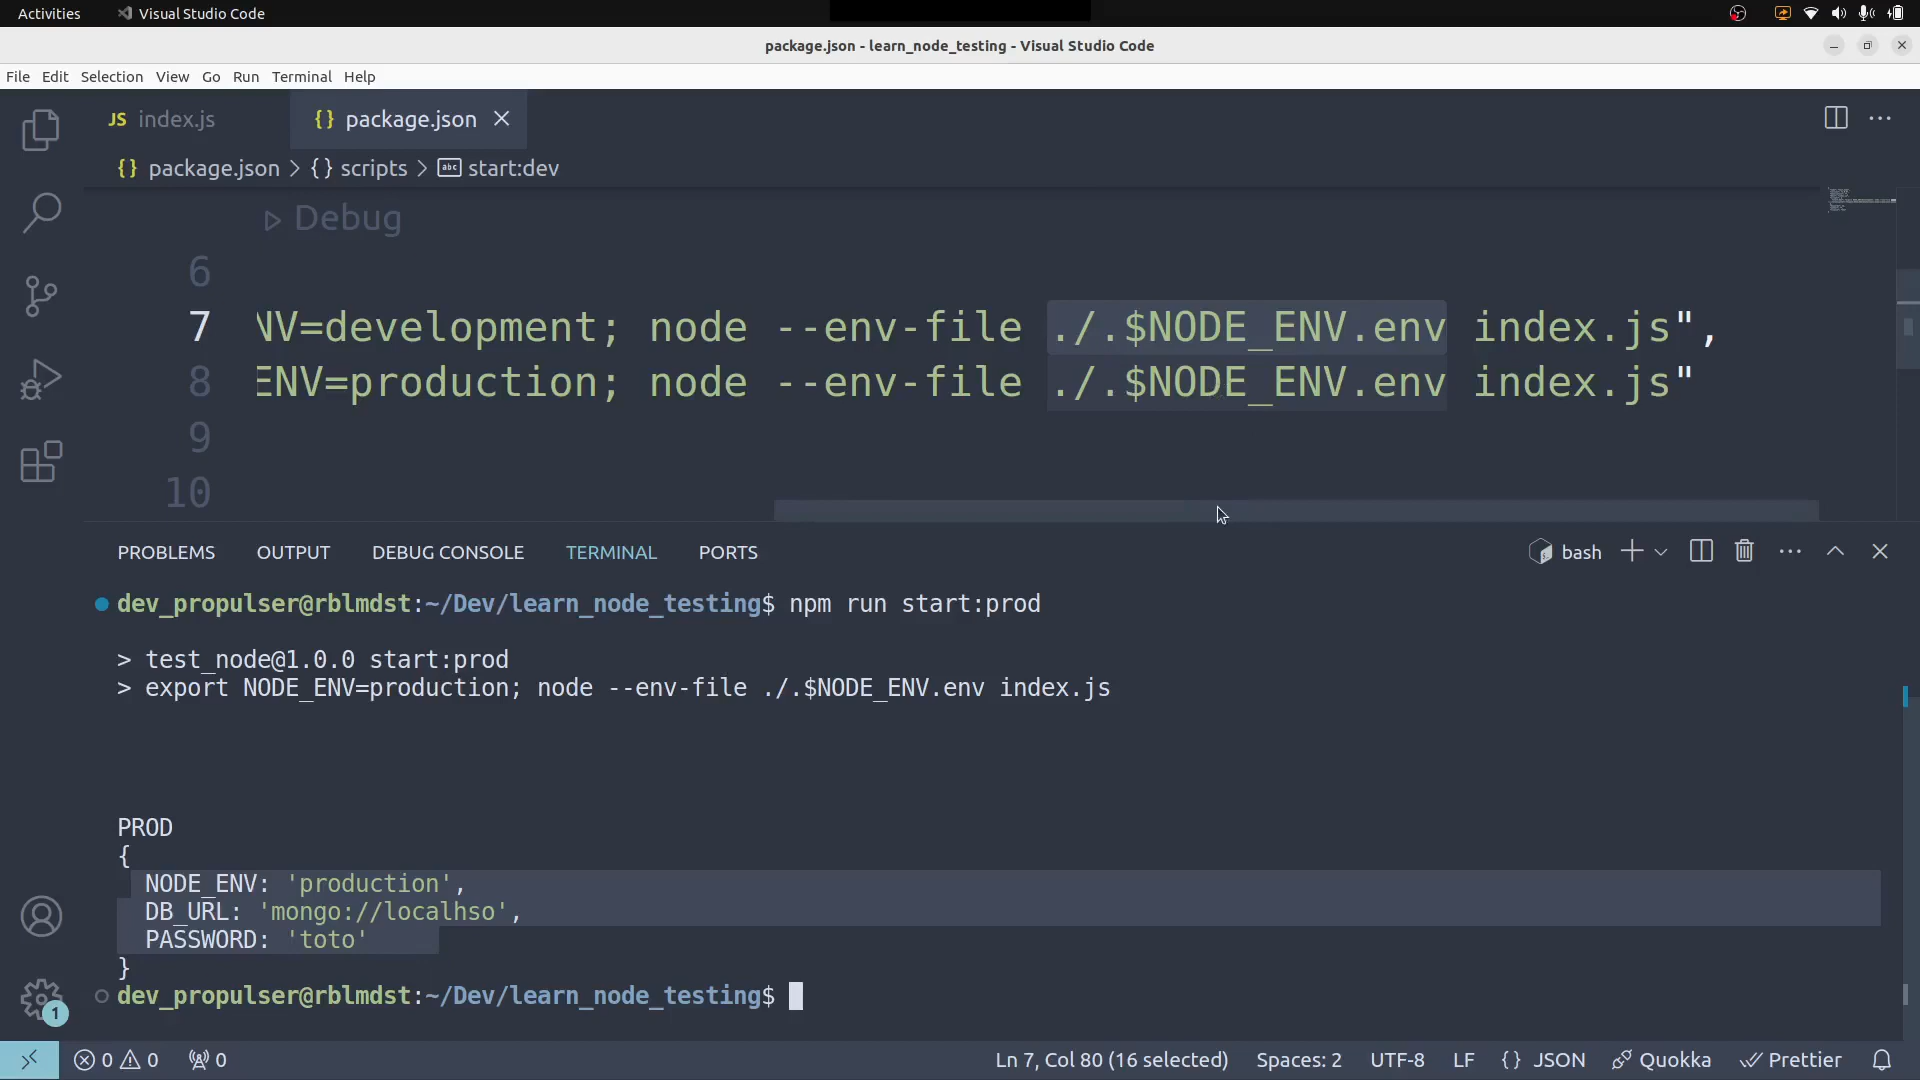 Activities Visual Studio Code
package.json - learn_node_testing - Visual Studio Code
File Edit Selection View Go Run Terminal Help
JS index.js {} package.json
{} package.json > {} scripts > abc start:dev
Debug
6
7 NV=development; node --env-file ./.$NODE_ENV.env index.js",
8 ENV=production; node --env-file ./.$NODE_ENV.env index.js"
9
10
PROBLEMS OUTPUT DEBUG CONSOLE TERMINAL PORTS bash
dev_propulser@rblmdst:~/Dev/learn_node_testing$ npm run start:prod
> test_node@1.0.0 start:prod
> export NODE_ENV=production; node --env-file ./.$NODE_ENV.env index.js
PROD
{
NODE_ENV: 'production',
DB_URL: 'mongo://localhso',
PASSWORD: 'toto'
}
dev_propulser@rblmdst:~/Dev/learn_node_testing$
1
0 0 0 Ln 7, Col 80 (16 selected) Spaces: 2 UTF-8 LF {} JSON Quokka Prettier